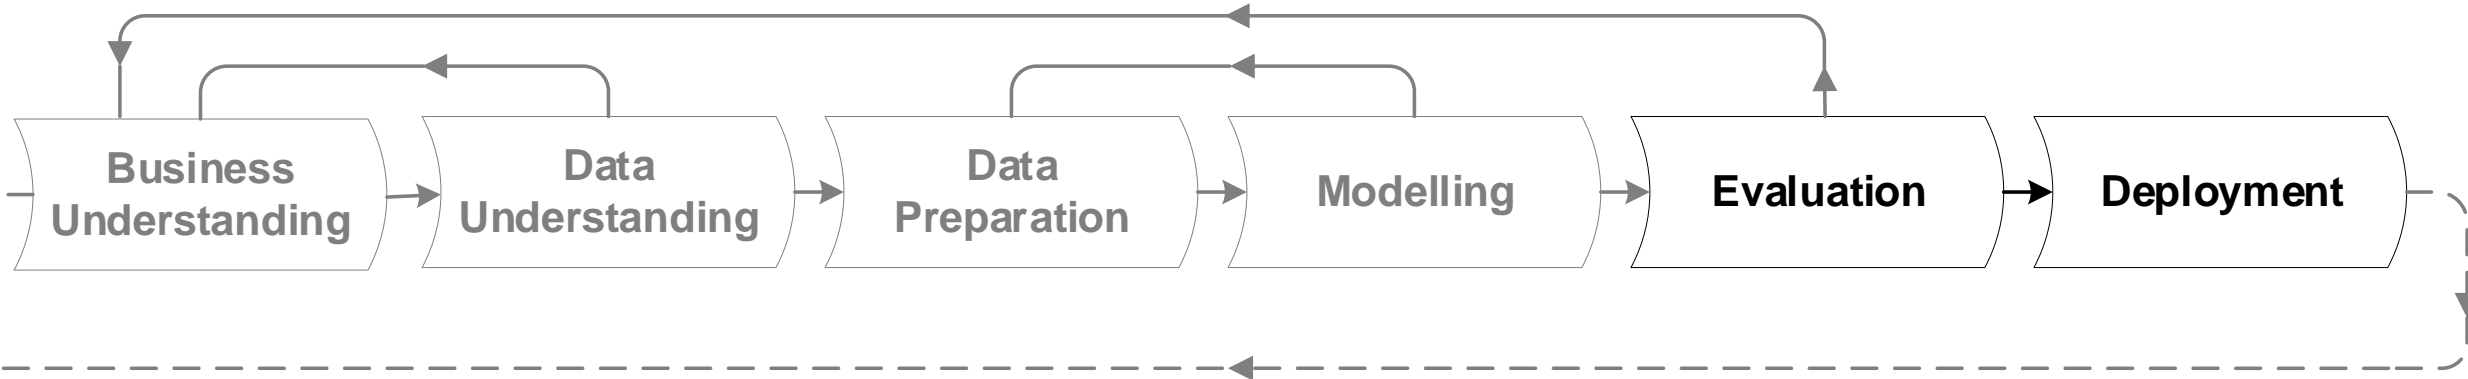 Business
Understanding
Data
Understanding
Data
Preparation
Modelling
Evaluation
Deployment